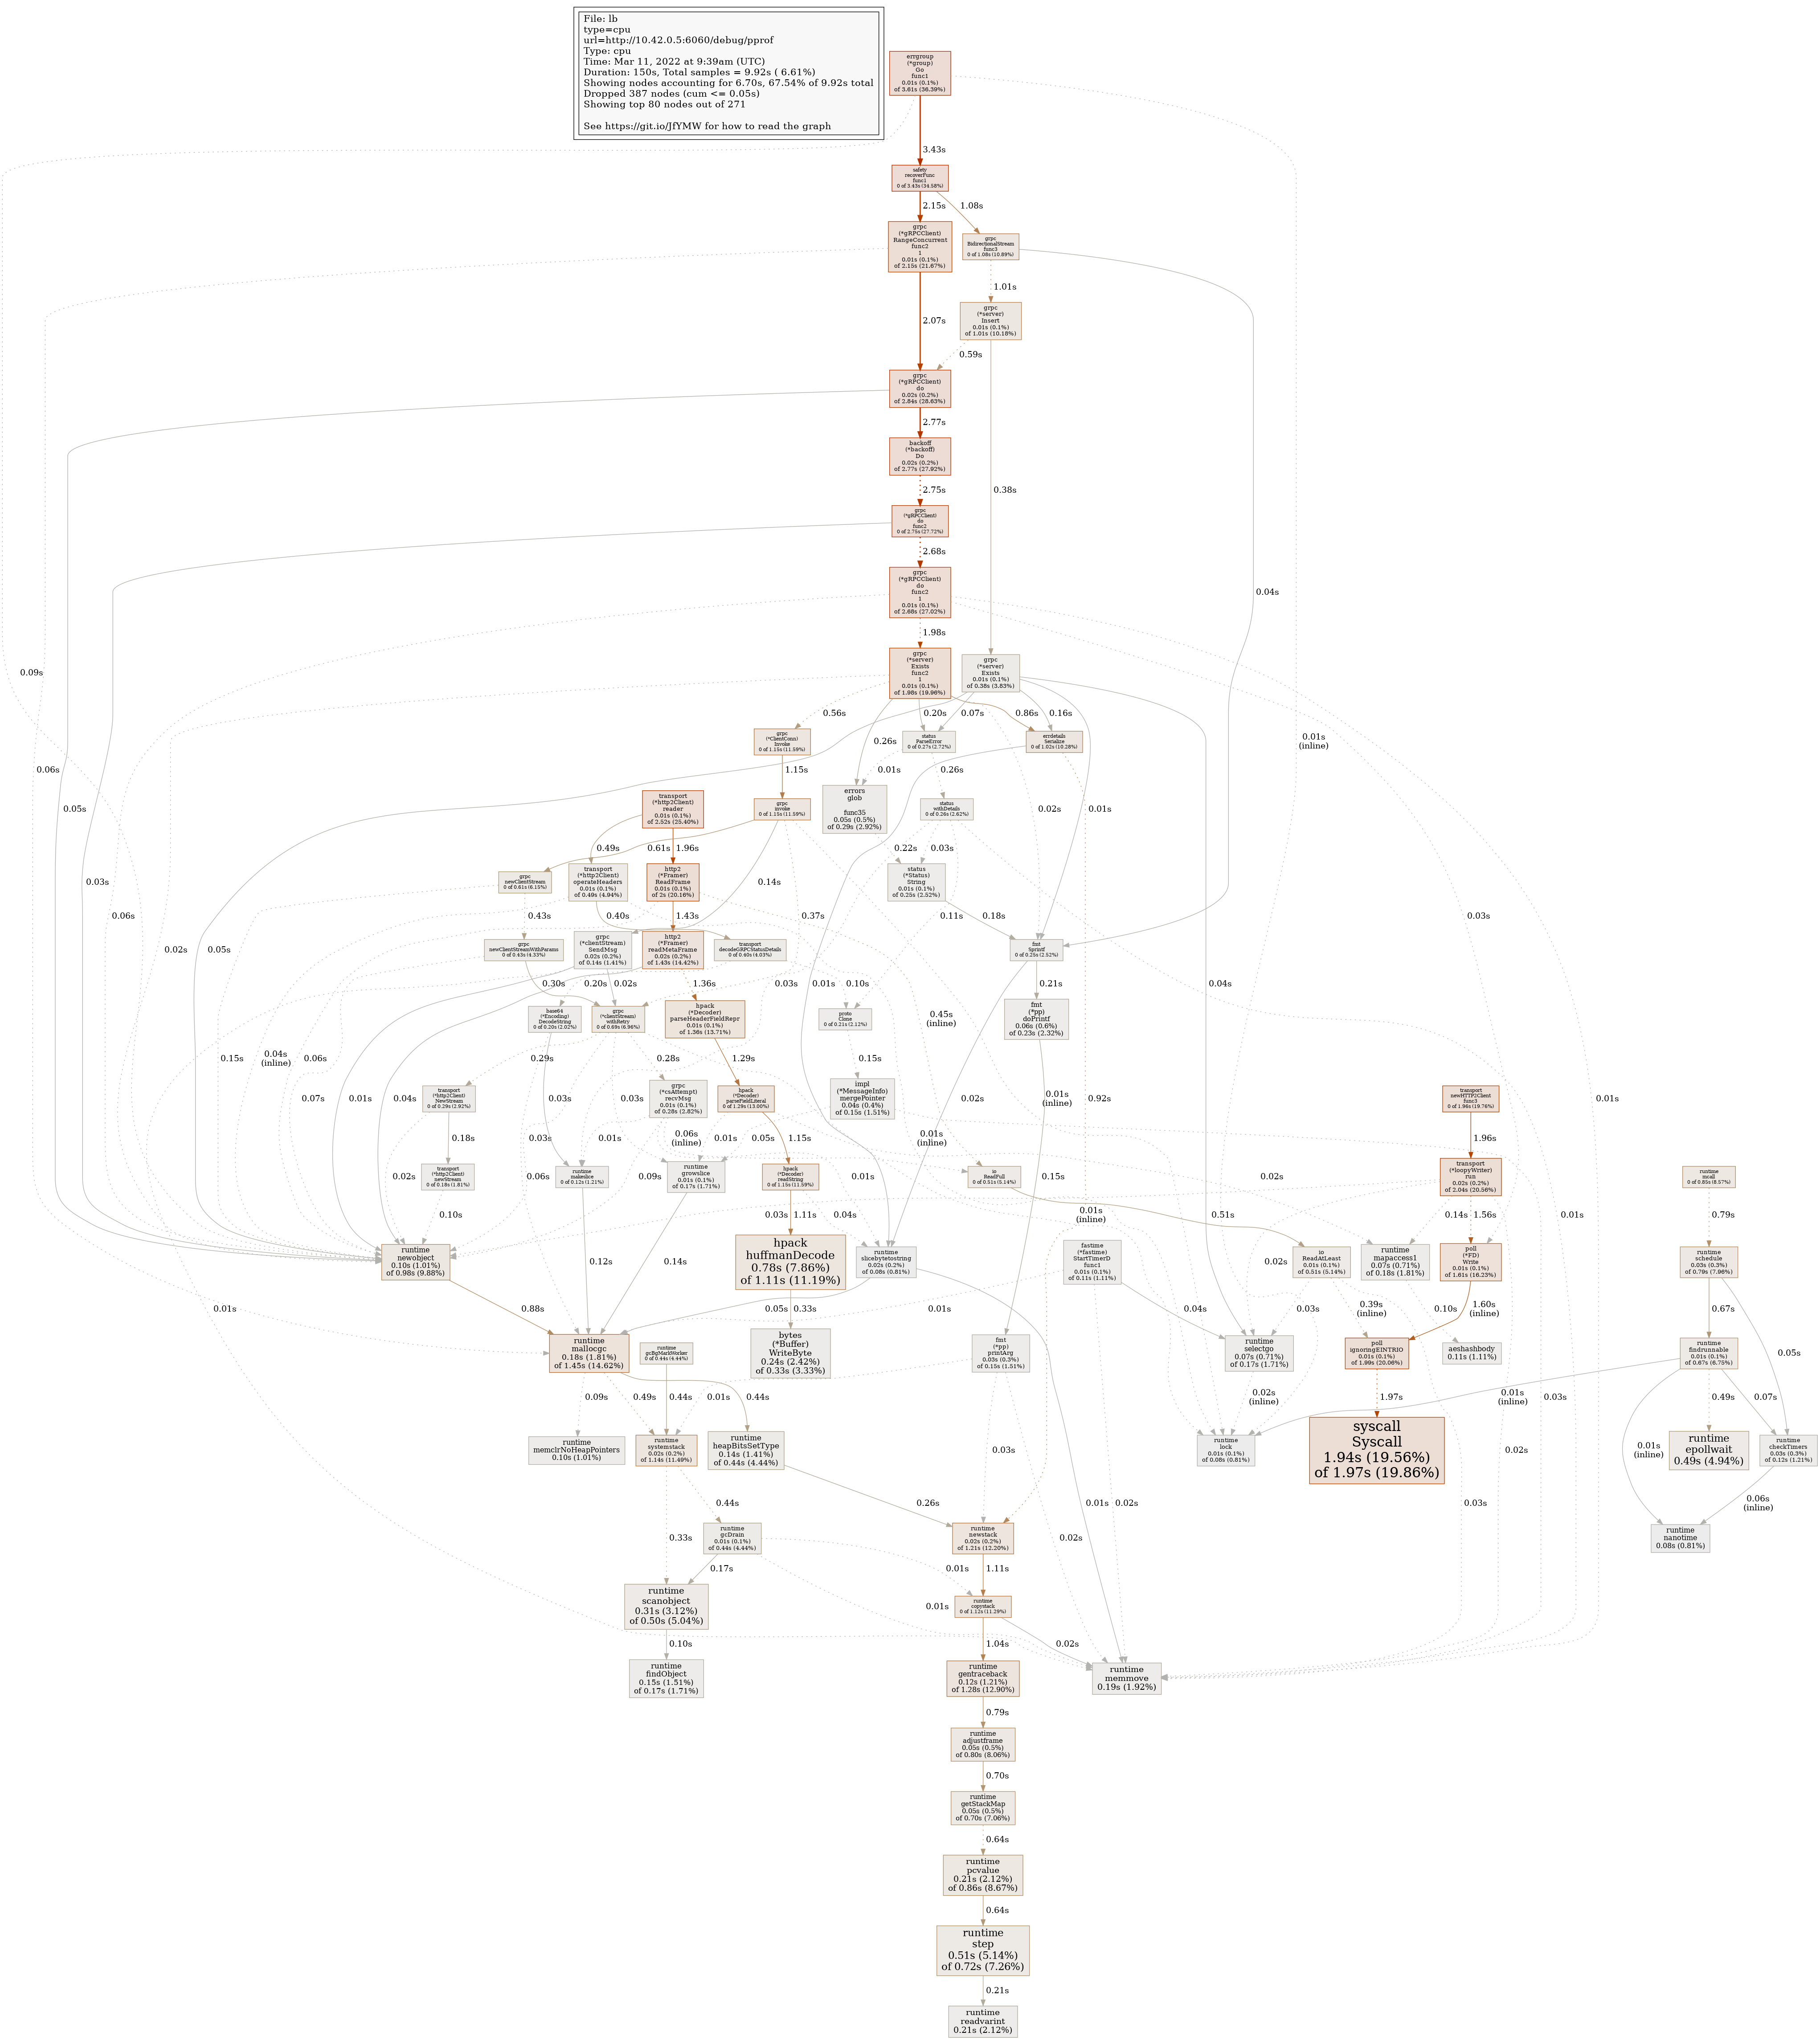 File: lb
type=cpu
url=http://10.42.0.5:6060/debug/pprof
Type: cpu
Time: Mar 11, 2022 at 9:39am (UTC)
Duration: 150s, Total samples = 9.92s ( 6.61%)
Showing nodes accounting for 6.70s, 67.54% of 9.92s total
Dropped 387 nodes (cum <= 0.05s)
Showing top 80 nodes out of 271
See https://git.io/JfYMW for how to read the graph
errgroup
(*group)
Go
func1
0.01s (0.1%)
of 3.61s (36.39%)
3.43s
safety
recoverFunc
func1
0 of 3.43s (34.58%)
2.15s
1.08s
grpc
(*gRPCClient)
RangeConcurrent
func2
1
0.01s (0.1%)
of 2.15s (21.67%)
grpc
BidirectionalStream
func3
0 of 1.08s (10.89%)
1.01s
grpc
(*server)
Insert
0.01s (0.1%)
of 1.01s (10.18%)
2.07s
0.59s
grpc
(*gRPCClient)
do
0.02s (0.2%)
of 2.84s (28.63%)
2.77s
backoff
(*backoff)
Do
0.02s (0.2%)
of 2.77s (27.92%)
0.38s
2.75s
grpc
(*gRPCClient)
do
func2
0 of 2.75s (27.72%)
2.68s
grpc
(*gRPCClient)
do
func2
1
0.01s (0.1%)
of 2.68s (27.02%)
0.04s
1.98s
grpc
(*server)
Exists
func2
1
0.01s (0.1%)
of 1.98s (19.96%)
grpc
(*server)
Exists
0.01s (0.1%)
of 0.38s (3.83%)
0.09s
0.56s
0.20s
0.07s
0.86s
0.16s
0.01s
(inline)
grpc
(*ClientConn)
Invoke
0 of 1.15s (11.59%)
0.26s
status
ParseError
0 of 0.27s (2.72%)
errdetails
Serialize
0 of 1.02s (10.28%)
0.06s
1.15s
0.01s
0.26s
transport
(*http2Client)
reader
0.01s (0.1%)
of 2.52s (25.40%)
grpc
invoke
0 of 1.15s (11.59%)
errors
glob
func35
0.05s (0.5%)
of 0.29s (2.92%)
status
withDetails
0 of 0.26s (2.62%)
0.02s
0.01s
0.05s
0.49s
0.61s
1.96s
0.22s
0.03s
0.03s
grpc
newClientStream
0 of 0.61s (6.15%)
transport
(*http2Client)
operateHeaders
0.01s (0.1%)
of 0.49s (4.94%)
http2
(*Framer)
ReadFrame
0.01s (0.1%)
of 2s (20.16%)
0.14s
status
(*Status)
String
0.01s (0.1%)
of 0.25s (2.52%)
0.03s
0.06s
0.43s
0.40s
1.43s
0.37s
0.11s
0.18s
grpc
newClientStreamWithParams
0 of 0.43s (4.33%)
grpc
(*clientStream)
SendMsg
0.02s (0.2%)
of 0.14s (1.41%)
http2
(*Framer)
readMetaFrame
0.02s (0.2%)
of 1.43s (14.42%)
transport
decodeGRPCStatusDetails
0 of 0.40s (4.03%)
fmt
Sprintf
0 of 0.25s (2.52%)
0.02s
0.05s
0.30s
0.20s
0.02s
1.36s
0.03s
0.10s
0.01s
0.21s
0.04s
base64
(*Encoding)
DecodeString
0 of 0.20s (2.02%)
grpc
(*clientStream)
withRetry
0 of 0.69s (6.96%)
hpack
(*Decoder)
parseHeaderFieldRepr
0.01s (0.1%)
of 1.36s (13.71%)
proto
Clone
0 of 0.21s (2.12%)
0.45s
(inline)
fmt
(*pp)
doPrintf
0.06s (0.6%)
of 0.23s (2.32%)
0.15s
0.04s
(inline)
0.06s
0.29s
0.28s
1.29s
0.15s
0.07s
0.01s
0.04s
transport
(*http2Client)
NewStream
0 of 0.29s (2.92%)
0.03s
0.03s
grpc
(*csAttempt)
recvMsg
0.01s (0.1%)
of 0.28s (2.82%)
hpack
(*Decoder)
parseFieldLiteral
0 of 1.29s (13.00%)
impl
(*MessageInfo)
mergePointer
0.04s (0.4%)
of 0.15s (1.51%)
0.02s
0.01s
(inline)
0.92s
0.01s
transport
newHTTP2Client
func3
0 of 1.96s (19.76%)
0.18s
0.03s
0.01s
0.06s
(inline)
0.01s
0.05s
1.15s
0.01s
(inline)
1.96s
0.02s
transport
(*http2Client)
newStream
0 of 0.18s (1.81%)
0.06s
runtime
makeslice
0 of 0.12s (1.21%)
0.09s
runtime
growslice
0.01s (0.1%)
of 0.17s (1.71%)
hpack
(*Decoder)
readString
0 of 1.15s (11.59%)
0.01s
io
ReadFull
0 of 0.51s (5.14%)
0.15s
0.02s
transport
(*loopyWriter)
run
0.02s (0.2%)
of 2.04s (20.56%)
runtime
mcall
0 of 0.85s (8.57%)
0.10s
0.03s
1.11s
0.04s
0.01s
(inline)
0.51s
0.14s
1.56s
0.01s
0.79s
runtime
newobject
0.10s (1.01%)
of 0.98s (9.88%)
hpack
huffmanDecode
0.78s (7.86%)
of 1.11s (11.19%)
runtime
slicebytetostring
0.02s (0.2%)
of 0.08s (0.81%)
fastime
(*fastime)
StartTimerD
func1
0.01s (0.1%)
of 0.11s (1.11%)
0.02s
io
ReadAtLeast
0.01s (0.1%)
of 0.51s (5.14%)
runtime
mapaccess1
0.07s (0.71%)
of 0.18s (1.81%)
poll
(*FD)
Write
0.01s (0.1%)
of 1.61s (16.23%)
runtime
schedule
0.03s (0.3%)
of 0.79s (7.96%)
0.01s
0.88s
0.12s
0.14s
0.05s
0.33s
0.01s
0.04s
0.03s
0.39s
(inline)
0.10s
1.60s
(inline)
0.67s
runtime
mallocgc
0.18s (1.81%)
of 1.45s (14.62%)
runtime
gcBgMarkWorker
0 of 0.44s (4.44%)
bytes
(*Buffer)
WriteByte
0.24s (2.42%)
of 0.33s (3.33%)
fmt
(*pp)
printArg
0.03s (0.3%)
of 0.15s (1.51%)
runtime
selectgo
0.07s (0.71%)
of 0.17s (1.71%)
poll
ignoringEINTRIO
0.01s (0.1%)
of 1.99s (20.06%)
aeshashbody
0.11s (1.11%)
runtime
findrunnable
0.01s (0.1%)
of 0.67s (6.75%)
0.05s
0.09s
0.49s
0.44s
0.01s
0.44s
0.02s
(inline)
1.97s
0.03s
0.01s
(inline)
0.49s
0.07s
runtime
memclrNoHeapPointers
0.10s (1.01%)
runtime
systemstack
0.02s (0.2%)
of 1.14s (11.49%)
runtime
heapBitsSetType
0.14s (1.41%)
of 0.44s (4.44%)
0.03s
runtime
lock
0.01s (0.1%)
of 0.08s (0.81%)
syscall
Syscall
1.94s (19.56%)
of 1.97s (19.86%)
0.02s
0.01s
(inline)
runtime
epollwait
0.49s (4.94%)
runtime
checkTimers
0.03s (0.3%)
of 0.12s (1.21%)
0.44s
0.26s
0.01s
0.02s
0.03s
0.06s
(inline)
0.33s
runtime
gcDrain
0.01s (0.1%)
of 0.44s (4.44%)
runtime
newstack
0.02s (0.2%)
of 1.21s (12.20%)
0.02s
runtime
nanotime
0.08s (0.81%)
0.17s
0.01s
1.11s
runtime
scanobject
0.31s (3.12%)
of 0.50s (5.04%)
0.01s
runtime
copystack
0 of 1.12s (11.29%)
0.10s
1.04s
0.02s
runtime
findObject
0.15s (1.51%)
of 0.17s (1.71%)
runtime
gentraceback
0.12s (1.21%)
of 1.28s (12.90%)
runtime
memmove
0.19s (1.92%)
0.79s
runtime
adjustframe
0.05s (0.5%)
of 0.80s (8.06%)
0.70s
runtime
getStackMap
0.05s (0.5%)
of 0.70s (7.06%)
0.64s
runtime
pcvalue
0.21s (2.12%)
of 0.86s (8.67%)
0.64s
runtime
step
0.51s (5.14%)
of 0.72s (7.26%)
0.21s
runtime
readvarint
0.21s (2.12%)